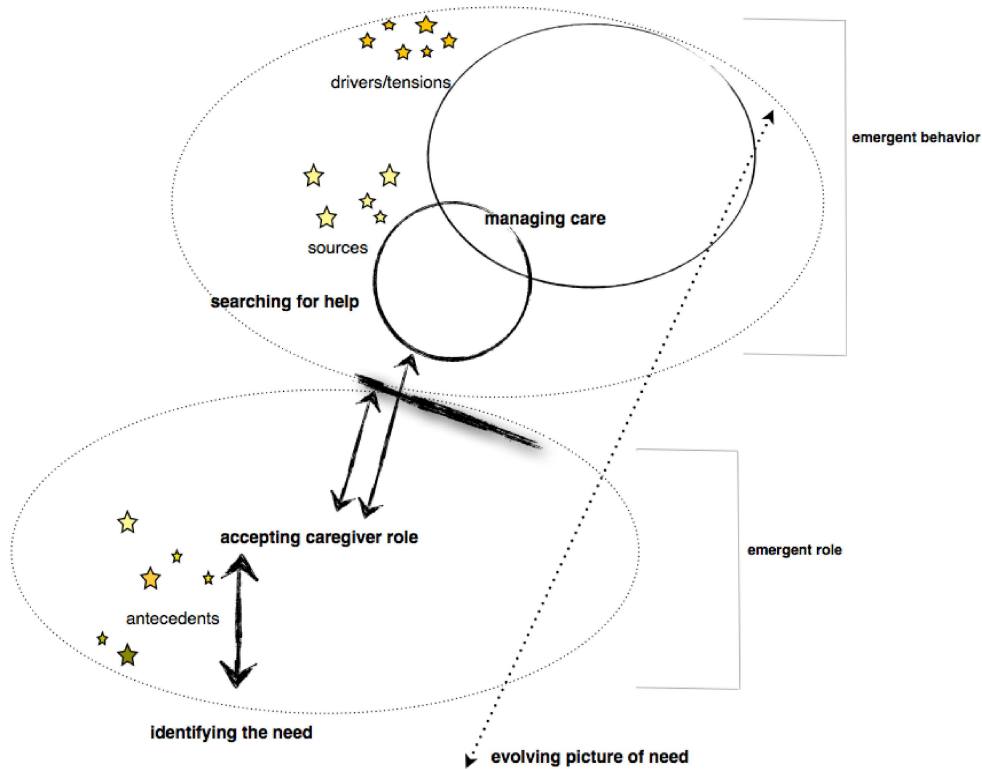 drivers/tensions
emergent behavior
managing care
sources
searching for help
accepting caregiver role
emergent role
antecedents
identifying the need
evolving picture of need